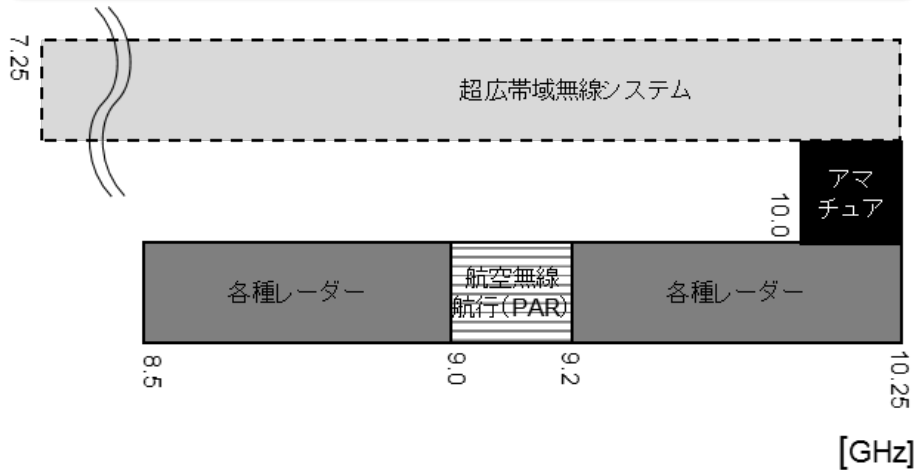 7.25
超広帯域無線システム
アマ
チュア
10.0
各種レーダー
航空無線
航行(PAR)
各種レーダー
8.5
9.0
9.2
10.25
[GHz]